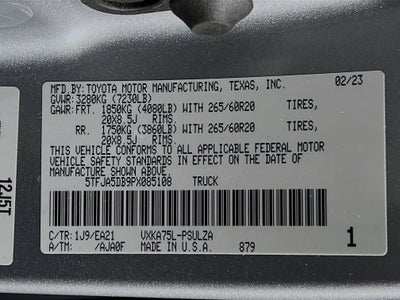 MFD.BY: TOYOTA MOTOR MANUFACTURING, TEXAS, INC. 02/23
GVWR: 3280KG (7230LB)
GAWR: FRT. 1850KG (4080LB) WITH 265/60R20 TIRES,
20X8.5J RIMS.
RR. 1750KG (3860LB) WITH 265/60R20 TIRES,
20X8.5J RIMS.
THIS VEHICLE CONFORMS TO ALL APPLICABLE FEDERAL MOTOR
VEHICLE SAFETY STANDARDS IN EFFECT ON THE DATE OF
MANUFACTURE SHOWN ABOVE.
5TFJA5DB9PX085108 TRUCK
C/TR: 1J9/EA21 VXKA75L-PSULZA
A/TM: /AJA0F MADE IN U.S.A. 879 1
12J5T